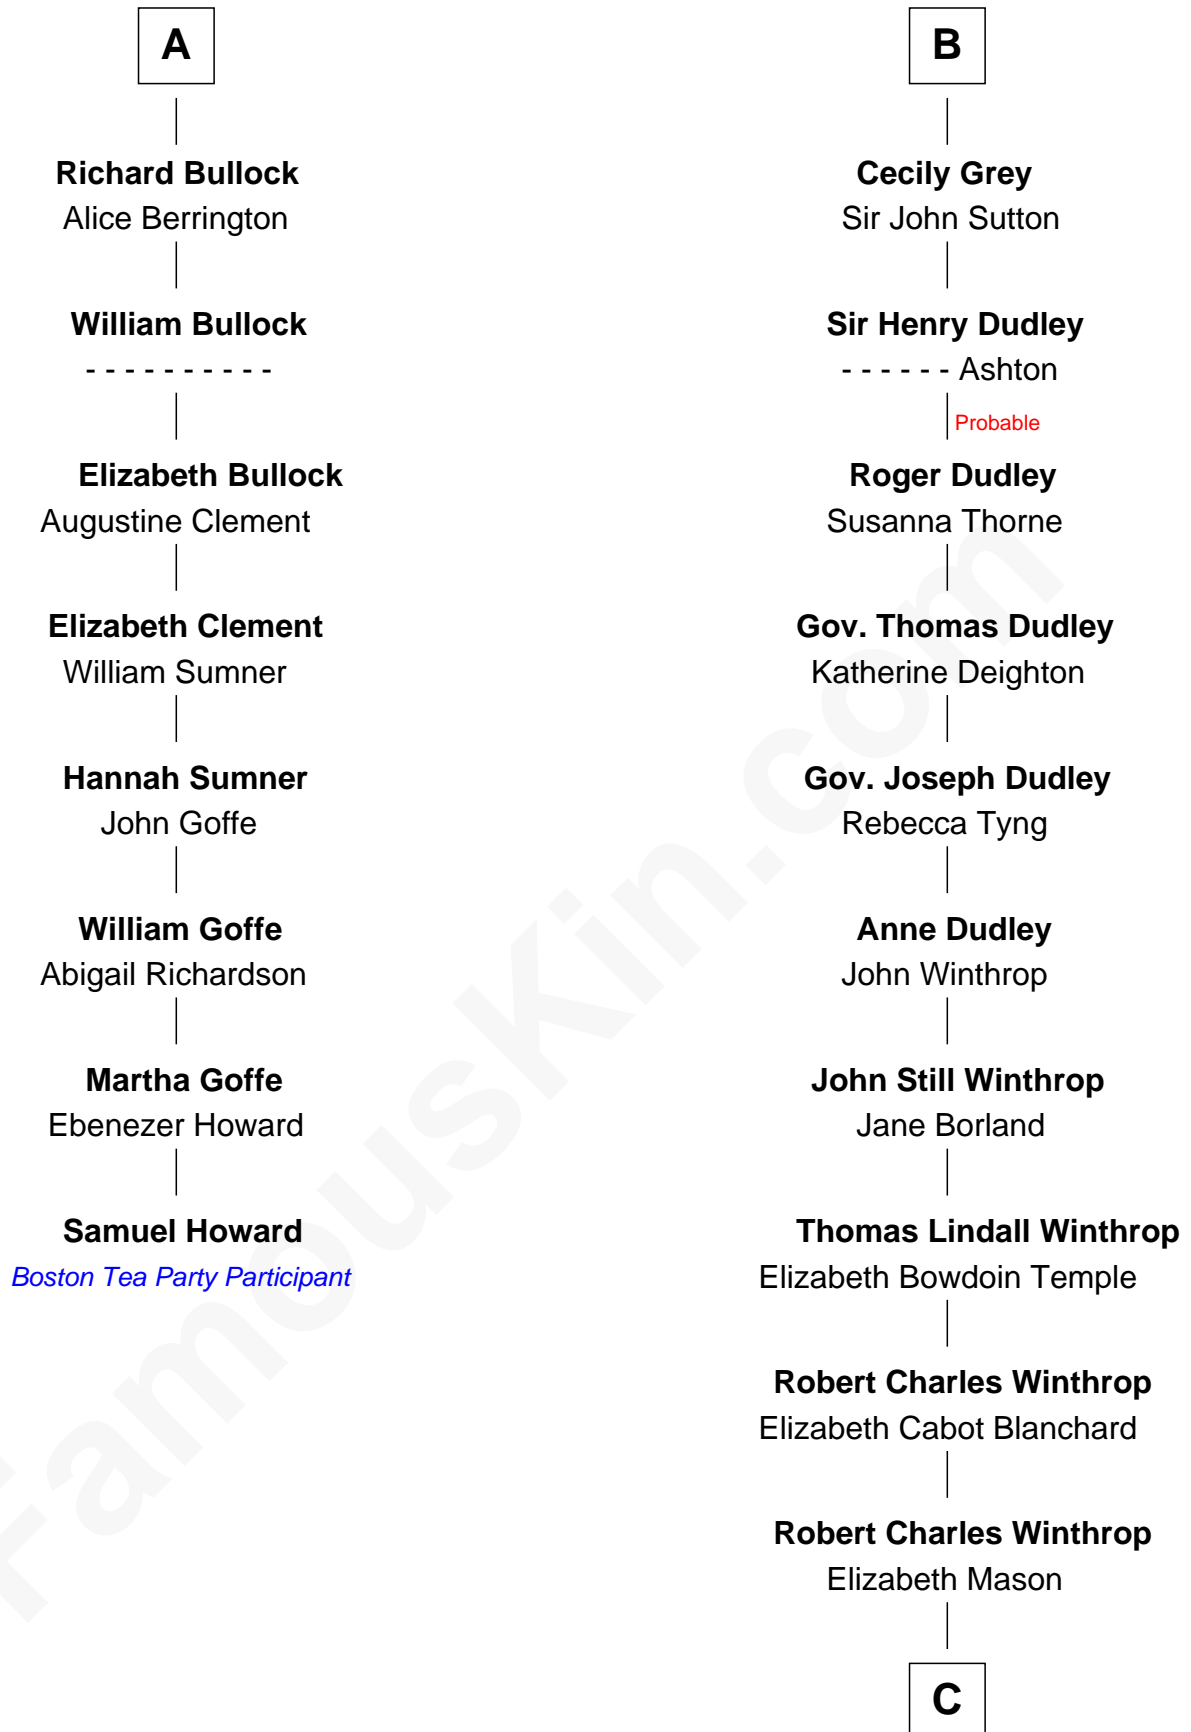 A
Richard Bullock
Alice Berrington
William Bullock
- - - - - - - - - -
Elizabeth Bullock
Augustine Clement
Elizabeth Clement
William Sumner
Hannah Sumner
John Goffe
William Goffe
Abigail Richardson
Martha Goffe
Ebenezer Howard
Samuel Howard
Boston Tea Party Participant
B
Cecily Grey
Sir John Sutton
Sir Henry Dudley
- - - - - - Ashton
Probable
Roger Dudley
Susanna Thorne
Gov. Thomas Dudley
Katherine Deighton
Gov. Joseph Dudley
Rebecca Tyng
Anne Dudley
John Winthrop
John Still Winthrop
Jane Borland
Thomas Lindall Winthrop
Elizabeth Bowdoin Temple
Robert Charles Winthrop
Elizabeth Cabot Blanchard
Robert Charles Winthrop
Elizabeth Mason
C
FamousKin.com